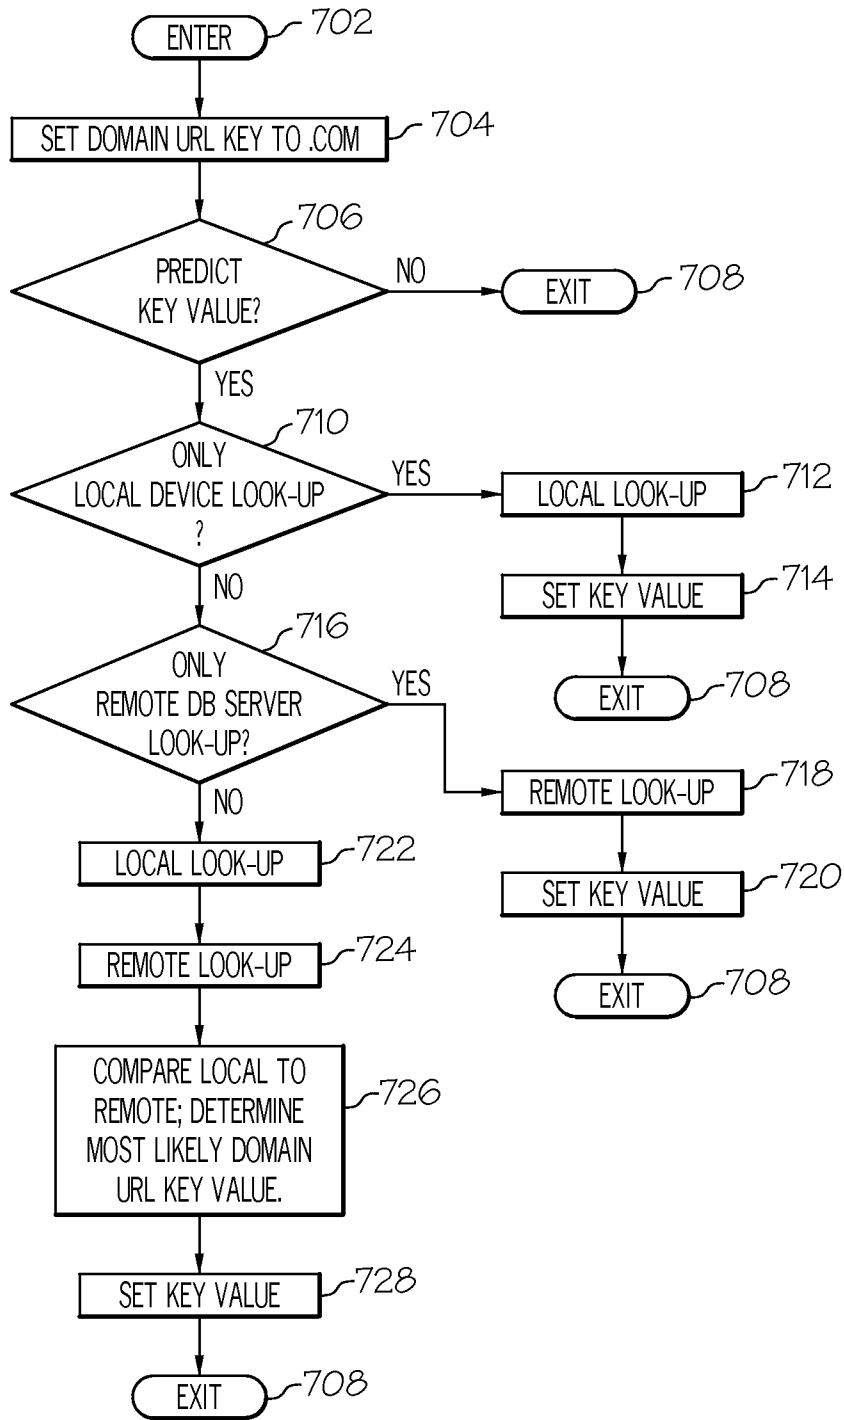 ENTER
702
SET DOMAIN URL KEY TO .COM
704
706
PREDICT
KEY VALUE?
NO
EXIT
708
YES
710
ONLY
LOCAL DEVICE LOOK-UP
?
YES
LOCAL LOOK-UP
712
SET KEY VALUE
714
EXIT
708
NO
716
ONLY
REMOTE DB SERVER
LOOK-UP?
YES
REMOTE LOOK-UP
718
SET KEY VALUE
720
EXIT
708
NO
LOCAL LOOK-UP
722
REMOTE LOOK-UP
724
COMPARE LOCAL TO
REMOTE; DETERMINE
MOST LIKELY DOMAIN
URL KEY VALUE.
726
SET KEY VALUE
728
EXIT
708